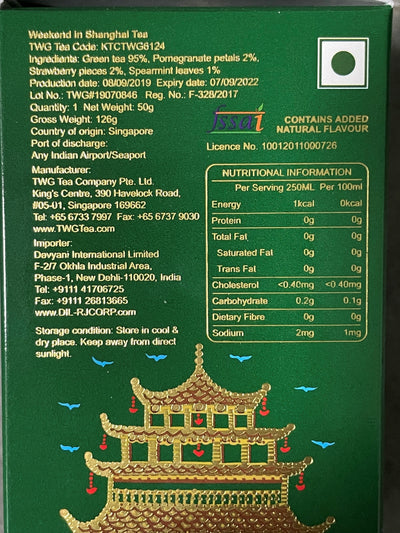 Weekend in Shanghai Tea
TWG Tea Code: KTCTWG6124
Ingredients: Green tea 95%, Pomegranate petals 2%,
Strawberry pieces 2%, Spearmint leaves 1%
Production date: 08/09/2019 Expiry date: 07/09/2022
Lot No.: TWG#19070846 Reg. No.: F-328/2017
Quantity: 1 Net Weight: 50g
Gross Weight: 126g
Country of origin: Singapore
Port of discharge:
Any Indian Airport/Seaport
Manufacturer:
TWG Tea Company Pte. Ltd.
King's Centre, 390 Havelock Road,
#05-01, Singapore 169662
Tel: +65 6733 7997 Fax: +65 6737 9030
www.TWGTea.com
Importer:
Devyani International Limited
F-2/7 Okhla Industrial Area,
Phase-1, New Dehli-110020, India
Tel: +9111 41706725
Fax: +9111 26813665
www.DIL-RJCORP.com
Storage condition: Store in cool &
dry place. Keep away from direct
sunlight.
fssai
CONTAINS ADDED
NATURAL FLAVOUR
Licence No. 10012011000726
NUTRITIONAL INFORMATION
Per Serving 250ML Per 100ml
Energy 1kcal 0kcal
Protein 0g 0g
Total Fat 0g 0g
Saturated Fat 0g 0g
Trans Fat 0g 0g
Cholesterol <0.40mg <0.40mg
Carbohydrate 0.2g 0.1g
Dietary Fibre 0g 0g
Sodium 2mg 1mg